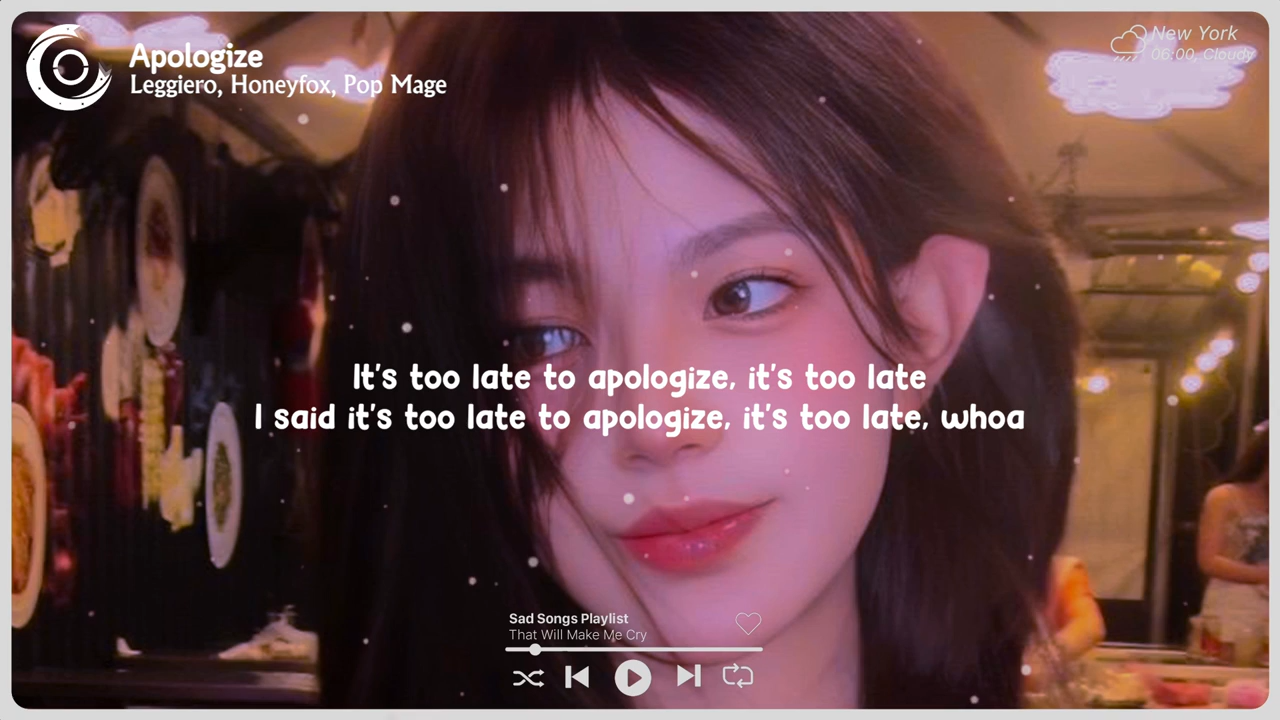 Apologize
Leggiero, Honeyfox, Pop Mage
New York
06:00, Cloudy
It's too late to apologize, it's too late
I said it's too late to apologize, it's too late, whoa
Sad Songs Playlist
That Will Make Me Cry